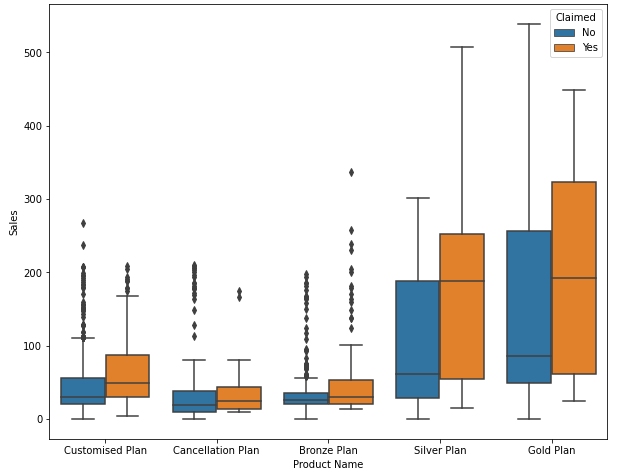 Claimed
No
Yes
500
400
300
200
100
0
Sales
Customised Plan
Cancellation Plan
Bronze Plan
Silver Plan
Gold Plan
Product Name